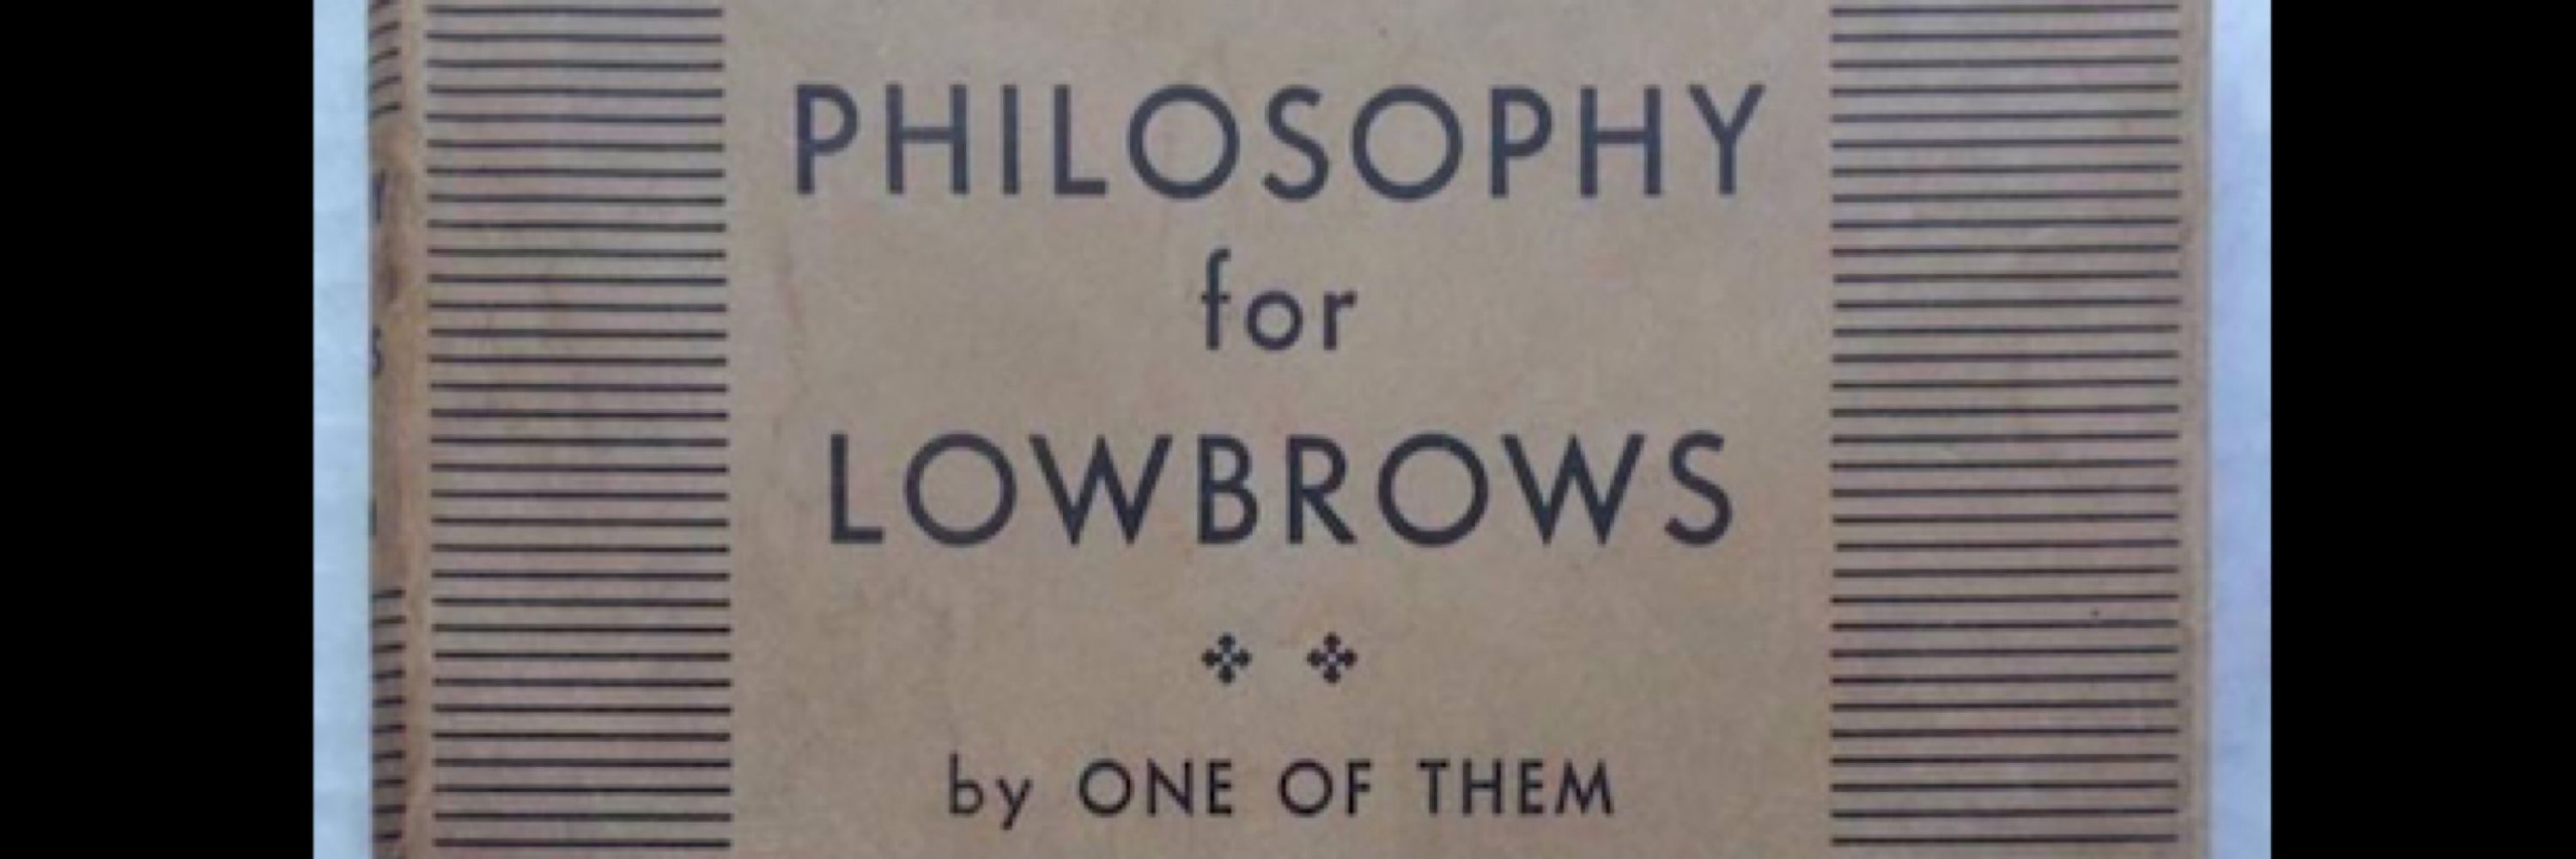 PHILOSOPHY
for
LOWBROWS
by ONE OF THEM